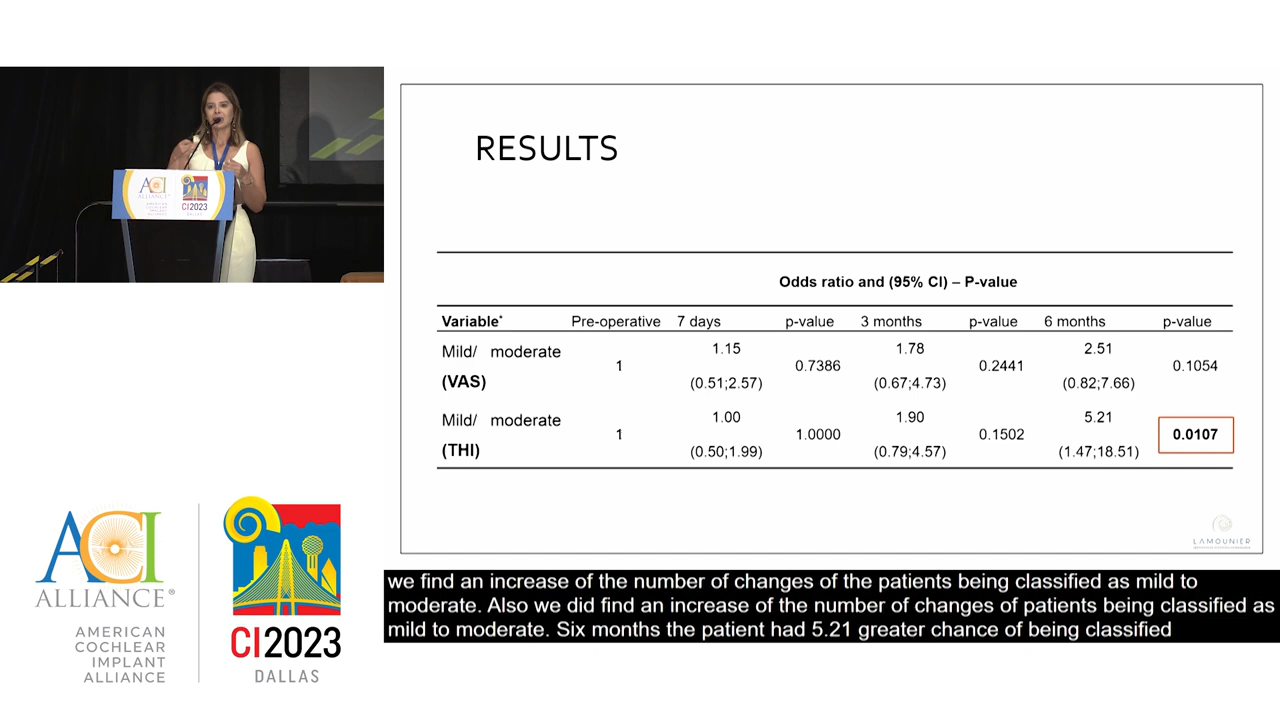 RESULTS
Odds ratio and (95% CI) – P-value
Variable* Pre-operative 7 days p-value 3 months p-value 6 months p-value
Mild/ moderate
(VAS)
1
1.15
(0.51;2.57)
0.7386
1.78
(0.67;4.73)
0.2441
2.51
(0.82;7.66)
0.1054
Mild/ moderate
(THI)
1
1.00
(0.50;1.99)
1.0000
1.90
(0.79;4.57)
0.1502
5.21
(1.47;18.51)
0.0107
LAMOUNIER
ACI
ALLIANCE
AMERICAN
COCHLEAR
IMPLANT
ALLIANCE
CI2023
DALLAS
ACI
ALLIANCE®
AMERICAN
COCHLEAR
IMPLANT
ALLIANCE
CI2023
DALLAS
we find an increase of the number of changes of the patients being classified as mild to
moderate. Also we did find an increase of the number of changes of patients being classified as
mild to moderate. Six months the patient had 5.21 greater chance of being classified